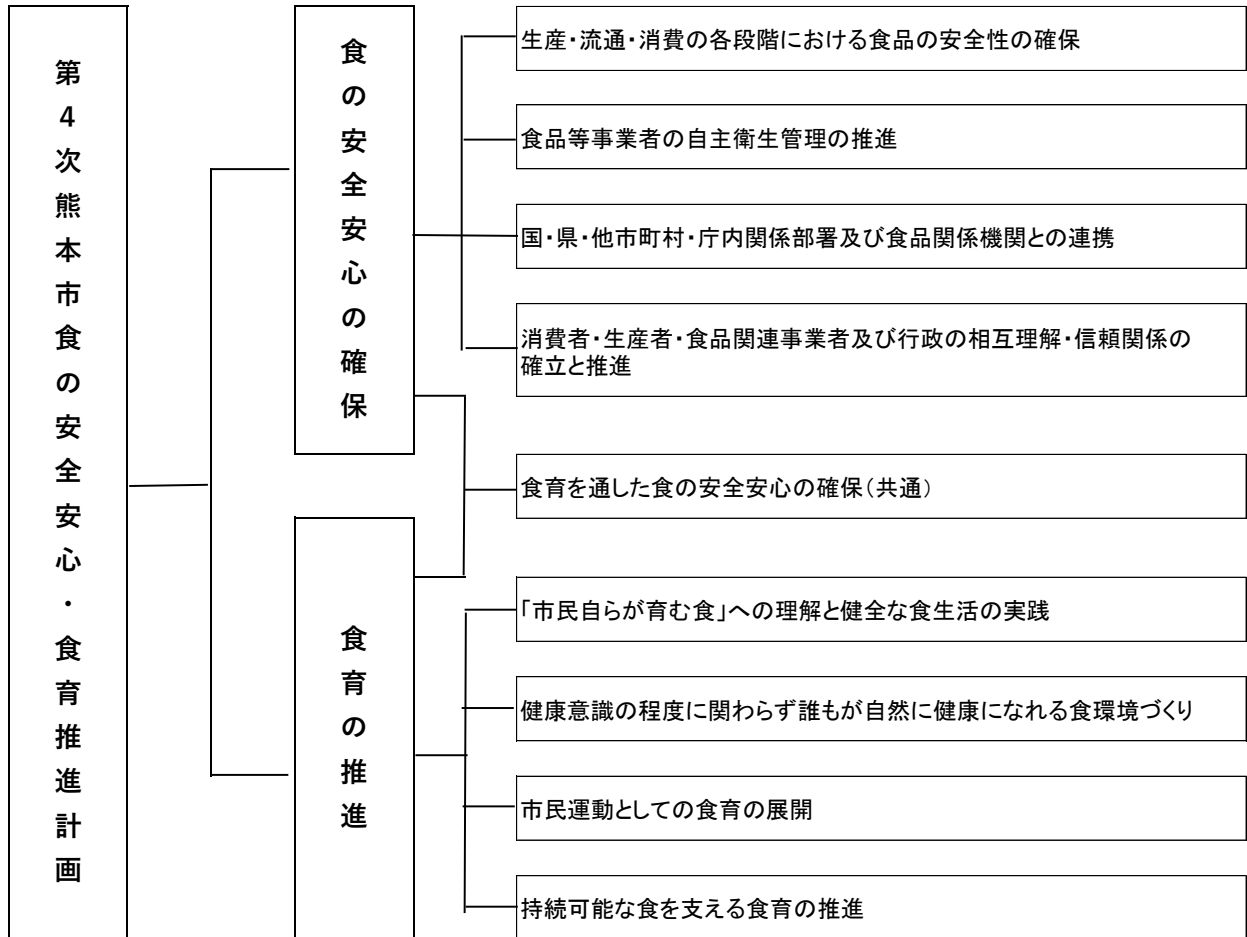 第4次熊本市食の安全安心・食育推進計画
食の安全安心の確保
生産・流通・消費の各段階における食品の安全性の確保
食品等事業者の自主衛生管理の推進
国・県・他市町村・庁内関係部署及び食品関係機関との連携
消費者・生産者・食品関連事業者及び行政の相互理解・信頼関係の
確立と推進
食育を通した食の安全安心の確保(共通)
食育の推進
「市民自らが育む食」への理解と健全な食生活の実践
健康意識の程度に関わらず誰もが自然に健康になれる食環境づくり
市民運動としての食育の展開
持続可能な食を支える食育の推進